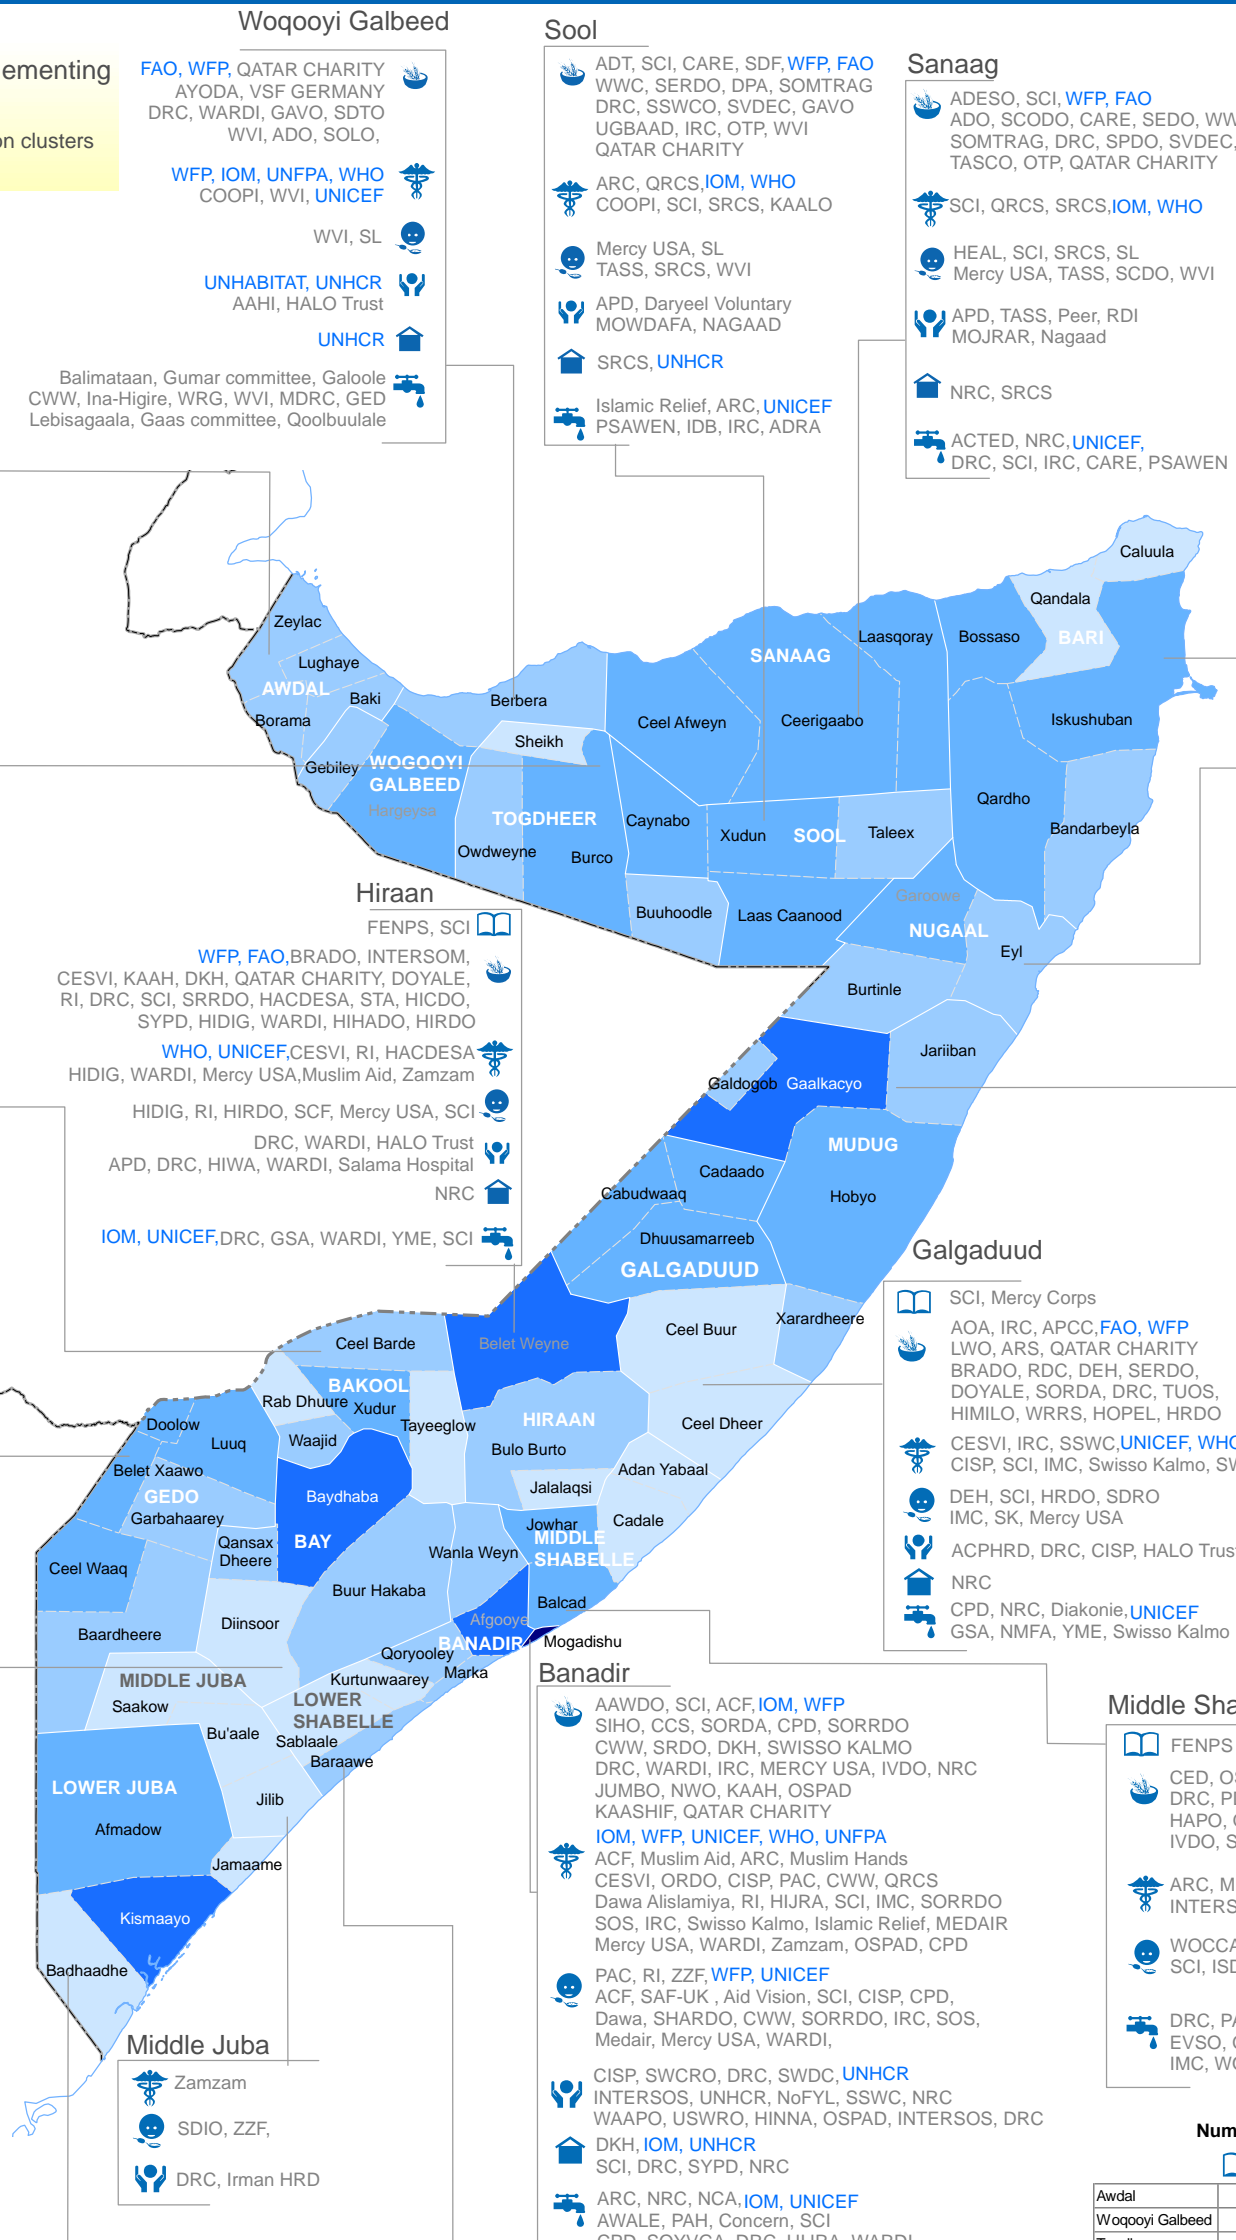 ementing
on clusters
Woqooyi Galbeed
FAO, WFP, QATAR CHARITY
AYODA, VSF GERMANY
DRC, WARDI, GAVO, SDTO
WVI, ADO, SOLO,
WFP, IOM, UNFPA, WHO
COOPI, WVI, UNICEF
WVI, SL
UNHABITAT, UNHCR
AAHI, HALO Trust
UNHCR
Balimataan, Gumar committee, Galoole
CWW, Ina-Higire, WRG, WVI, MDRC, GED
Lebisagaala, Gaas committee, Qoolbuulale
Sool
ADT, SCI, CARE, SDF, WFP, FAO
WWC, SERDO, DPA, SOMTRAG
DRC, SSWCO, SVDEC, GAVO
UGBAAD, IRC, OTP, WVI
QATAR CHARITY
ARC, QRCS, IOM, WHO
COOPI, SCI, SRCS, KAALO
Mercy USA, SL
TASS, SRCS, WVI
APD, Daryeel Voluntary
MOWDAFA, NAGAAD
SRCS, UNHCR
Islamic Relief, ARC, UNICEF
PSAWEN, IDB, IRC, ADRA
Sanaag
ADESO, SCI, WFP, FAO
ADO, SCODO, CARE, SEDO, WW
SOMTRAG, DRC, SPDO, SVDEC,
TASCO, OTP, QATAR CHARITY
SCI, QRCS, SRCS, IOM, WHO
HEAL, SCI, SRCS, SL
Mercy USA, TASS, SCDO, WVI
APD, TASS, Peer, RDI
MOJRAR, Nagaad
NRC, SRCS
ACTED, NRC, UNICEF,
DRC, SCI, IRC, CARE, PSAWEN
Caluula
Qandala
BARI
Zeylac
Lughaye
AWDAL
Baki
Borama
Gebiley
WOGOOYI
GALBEED
Hargeysa
Berbera
Sheikh
TOGDHEER
Owdweyne
Burco
SANAAG
Laasqoray
Bossaso
Ceel Afweyn
Ceerigaabo
Iskushuban
Qardho
Bandarbeyla
Caynabo
Xudun
SOOL
Taleex
Buuhoodle
Laas Caanood
Garoowe
NUGAAL
Eyl
Burtinle
Jariiban
Galdogob
Gaalkacyo
MUDUG
Cadaado
Cabudwaaq
Hobyo
Dhuusamarreeb
GALGADUUD
Hiraan
FENPS, SCI
WFP, FAO, BRADO, INTERSOM,
CESVI, KAAH, DKH, QATAR CHARITY, DOYALE,
RI, DRC, SCI, SRRDO, HACDESA, STA, HICDO,
SYPD, HIDIG, WARDI, HIHADO, HIRDO
WHO, UNICEF, CESVI, RI, HACDESA
HIDIG, WARDI, Mercy USA,Muslim Aid, Zamzam
HIDIG, RI, HIRDO, SCF, Mercy USA, SCI
DRC, WARDI, HALO Trust
APD, DRC, HIWA, WARDI, Salama Hospital
NRC
IOM, UNICEF, DRC, GSA, WARDI, YME, SCI
Galgaduud
SCI, Mercy Corps
AOA, IRC, APCC, FAO, WFP
LWO, ARS, QATAR CHARITY
BRADO, RDC, DEH, SERDO,
DOYALE, SORDA, DRC, TUOS,
HIMILO, WRRS, HOPEL, HRDO
CESVI, IRC, SSWC, UNICEF, WHO
CISP, SCI, IMC, Swisso Kalmo, SW
DEH, SCI, HRDO, SDRO
IMC, SK, Mercy USA
ACPHRD, DRC, CISP, HALO Trust
NRC
CPD, NRC, Diakonie, UNICEF
GSA, NMFA, YME, Swisso Kalmo
Ceel Barde
Belet Weyne
Ceel Buur
Xarardheere
BAKOOL
Rab Dhuure
Xudur
Tayeeglow
HIRAAN
Ceel Dheer
Doolow
Luuq
Waajid
Bulo Burto
Belet Xaawo
Adan Yabaal
GEDO
Baydhaba
Jalalaqsi
Garbahaarey
Jowhar
Cadale
Qansax
Dheere
BAY
MIDDLE
SHABELLE
Wanla Weyn
Ceel Waaq
Buur Hakaba
Balcad
Diinsoor
Afgooye
Baardheere
BANADIR
Mogadishu
Qoryooley
Marka
MIDDLE JUBA
Kurtunwaarey
Saakow
LOWER
SHABELLE
Bu'aale
Sablaale
Baraawe
LOWER JUBA
Jilib
Afmadow
Jamaame
Kismaayo
Badhaadhe
Banadir
AAWDO, SCI, ACF, IOM, WFP
SIHO, CCS, SORDA, CPD, SORRDO
CWW, SRDO, DKH, SWISSO KALMO
DRC, WARDI, IRC, MERCY USA, IVDO, NRC
JUMBO, NWO, KAAH, OSPAD
KAASHIF, QATAR CHARITY
IOM, WFP, UNICEF, WHO, UNFPA
ACF, Muslim Aid, ARC, Muslim Hands
CESVI, ORDO, CISP, PAC, CWW, QRCS
Dawa Alislamiya, RI, HIJRA, SCI, IMC, SORRDO
SOS, IRC, Swisso Kalmo, Islamic Relief, MEDAIR
Mercy USA, WARDI, Zamzam, OSPAD, CPD
PAC, RI, ZZF, WFP, UNICEF
ACF, SAF-UK , Aid Vision, SCI, CISP, CPD,
Dawa, SHARDO, CWW, SORRDO, IRC, SOS,
Medair, Mercy USA, WARDI,
CISP, SWCRO, DRC, SWDC, UNHCR
INTERSOS, UNHCR, NoFYL, SSWC, NRC
WAAPO, USWRO, HINNA, OSPAD, INTERSOS, DRC
DKH, IOM, UNHCR
SCI, DRC, SYPD, NRC
ARC, NRC, NCA, IOM, UNICEF
AWALE, PAH, Concern, SCI
Middle Sha
FENPS
CED, OS
DRC, PI
HAPO, C
IVDO, S
ARC, M
INTERS
WOCCA
SCI, ISD
DRC, PA
EVSO, C
IMC, WO
Middle Juba
Zamzam
SDIO, ZZF,
DRC, Irman HRD
Num
Awdal
Woqooyi Galbeed